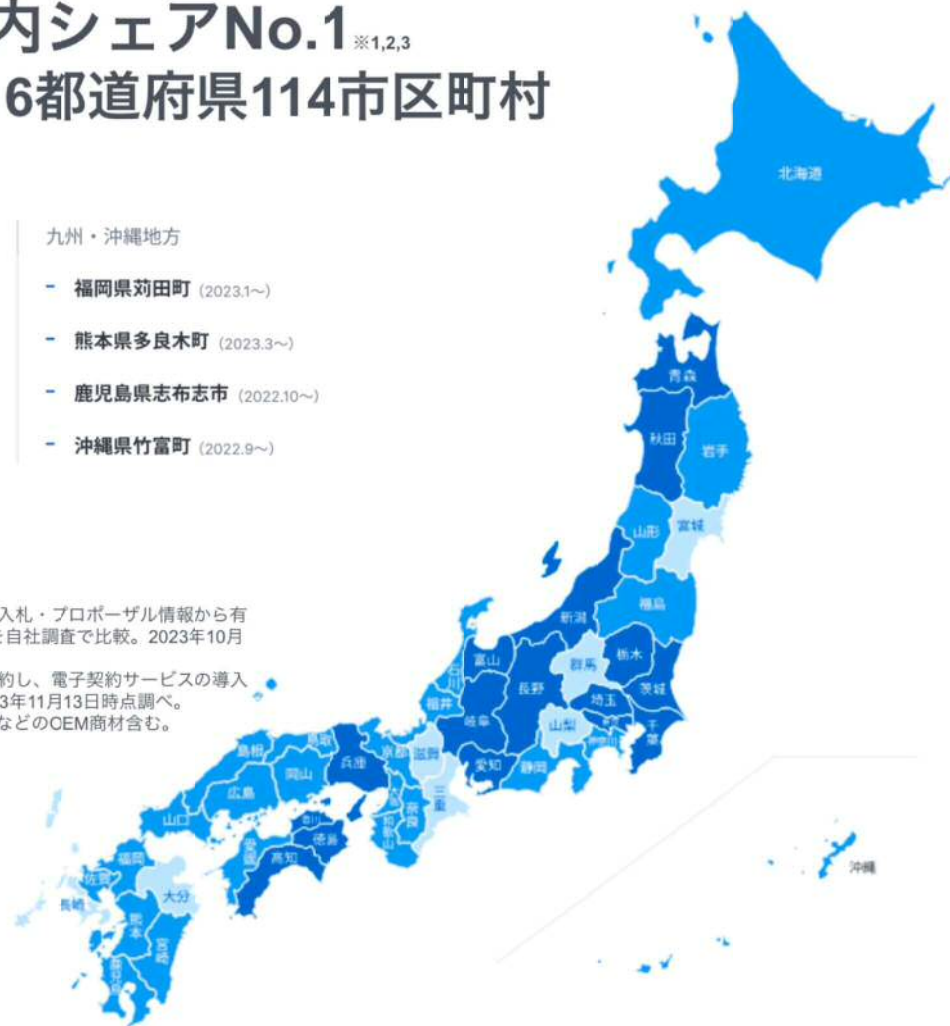 内シェアNo.1※1,2,3
6都道府県114市区町村
九州・沖縄地方
- 福岡県苅田町 (2023.1〜)
- 熊本県多良木町 (2023.3〜)
- 鹿児島県志布志市 (2022.10〜)
- 沖縄県竹富町 (2022.9〜)
入札・プロポーザル情報から有
を自社調査で比較。2023年10月
約し、電子契約サービスの導入
3年11月13日時点調べ。
などのOEM商材含む。
北海道
青森
秋田
岩手
山形
宮城
福島
新潟
群馬
栃木
富山
石川
長野
埼玉
茨城
福井
岐阜
山梨
千葉
神奈川
愛知
静岡
島根
鳥取
兵庫
京都
滋賀
岡山
広島
三重
大阪
奈良
山口
和歌山
香川
徳島
愛媛
高知
福岡
佐賀
大分
長崎
熊本
宮崎
鹿児島
沖縄